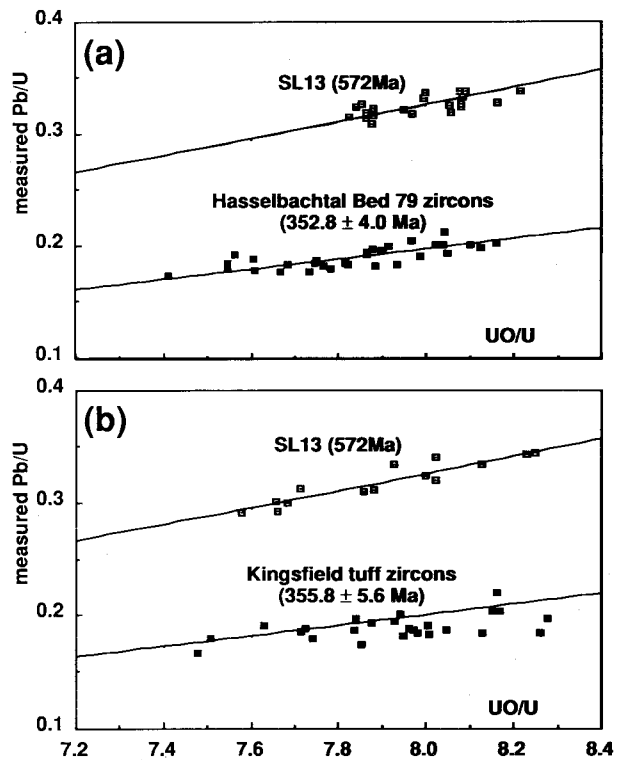 0.4
(a)
SL13 (572Ma)
0.3
measured Pb/U
Hasselbachtal Bed 79 zircons
(352.8 ± 4.0 Ma)
0.2
UO/U
0.1
0.4
(b)
SL13 (572Ma)
0.3
measured Pb/U
Kingsfield tuff zircons
(355.8 ± 5.6 Ma)
0.2
UO/U
0.1
7.2 7.4 7.6 7.8 8.0 8.2 8.4